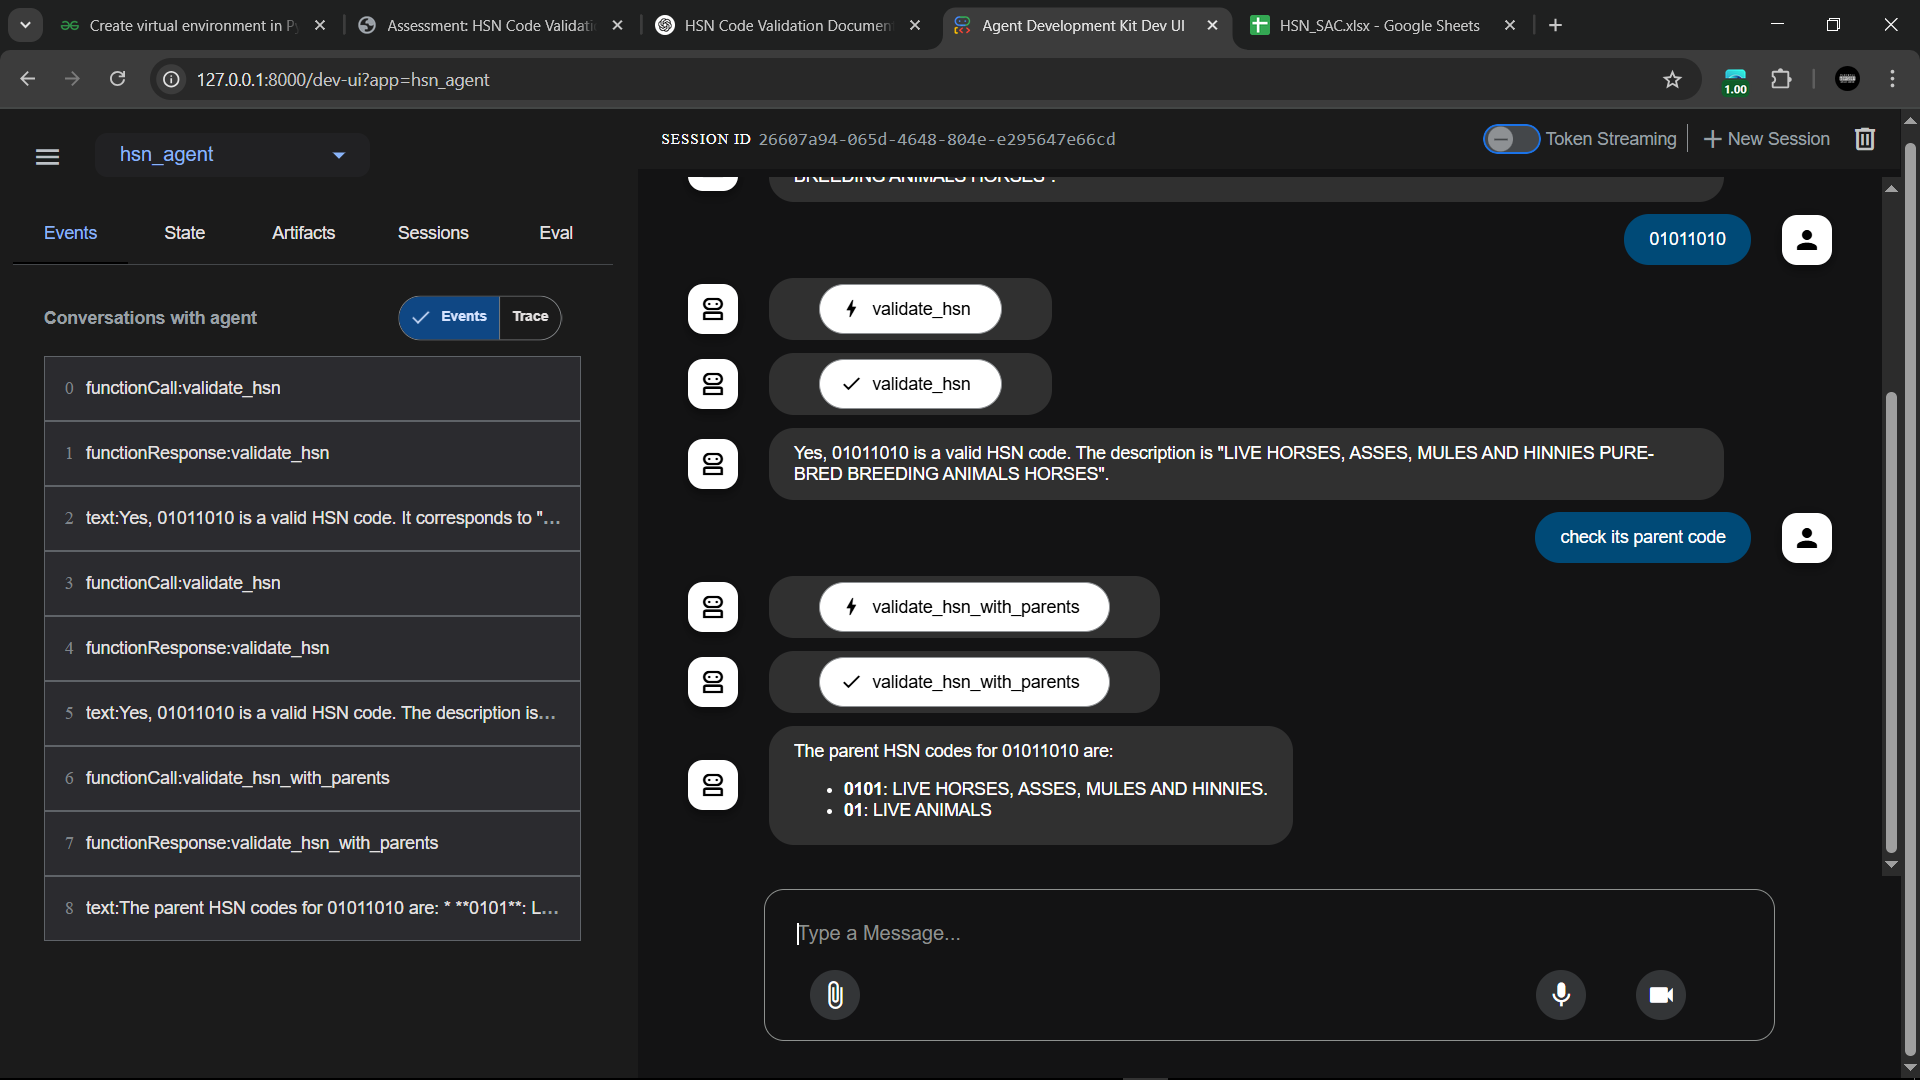 Create virtual environment in Py
Assessment: HSN Code Validati
HSN Code Validation Documen
Agent Development Kit Dev UI
HSN_SAC.xlsx - Google Sheets
127.0.0.1:8000/dev-ui?app=hsn_agent
1.00
hsn_agent
SESSION ID 26607a94-065d-4648-804e-e295647e66cd
Token Streaming
New Session
Events
State
Artifacts
Sessions
Eval
Conversations with agent
Events
Trace
0 functionCall:validate_hsn
1 functionResponse:validate_hsn
2 text:Yes, 01011010 is a valid HSN code. It corresponds to "...
3 functionCall:validate_hsn
4 functionResponse:validate_hsn
5 text:Yes, 01011010 is a valid HSN code. The description is...
6 functionCall:validate_hsn_with_parents
7 functionResponse:validate_hsn_with_parents
8 text:The parent HSN codes for 01011010 are: * **0101**: L...
BREEDING ANIMALS HORSES".
01011010
validate_hsn
validate_hsn
Yes, 01011010 is a valid HSN code. The description is "LIVE HORSES, ASSES, MULES AND HINNIES PURE-
BRED BREEDING ANIMALS HORSES".
check its parent code
validate_hsn_with_parents
validate_hsn_with_parents
The parent HSN codes for 01011010 are:
• 0101: LIVE HORSES, ASSES, MULES AND HINNIES.
• 01: LIVE ANIMALS
Type a Message...